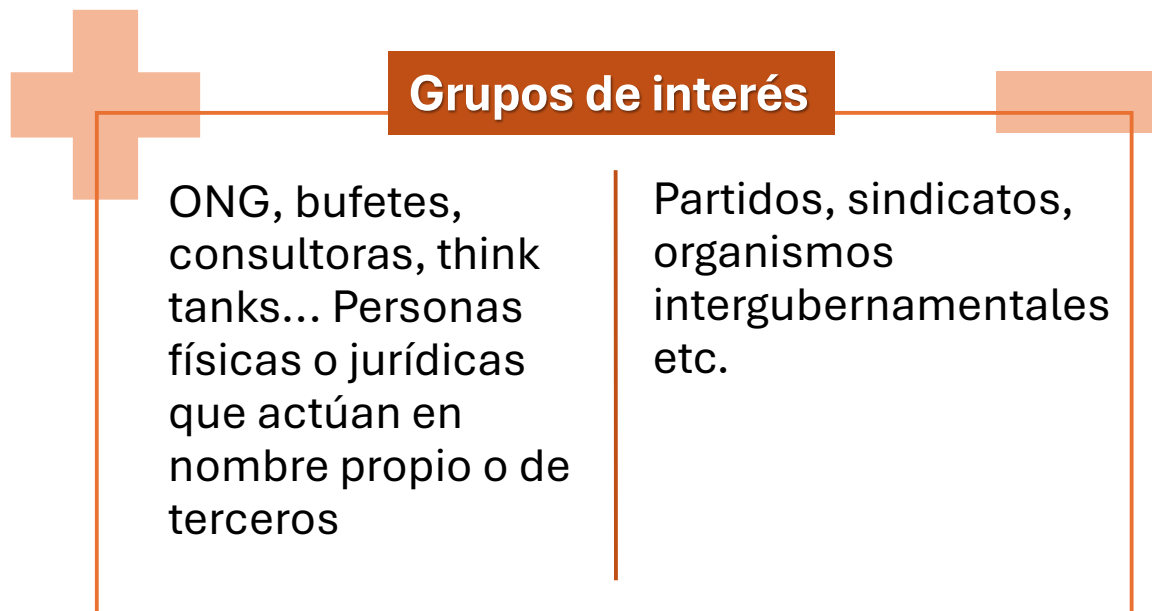 Grupos de interés
ONG, bufetes,
consultoras, think
tanks... Personas
físicas o jurídicas
que actúan en
nombre propio o de
terceros
Partidos, sindicatos,
organismos
intergubernamentales
etc.